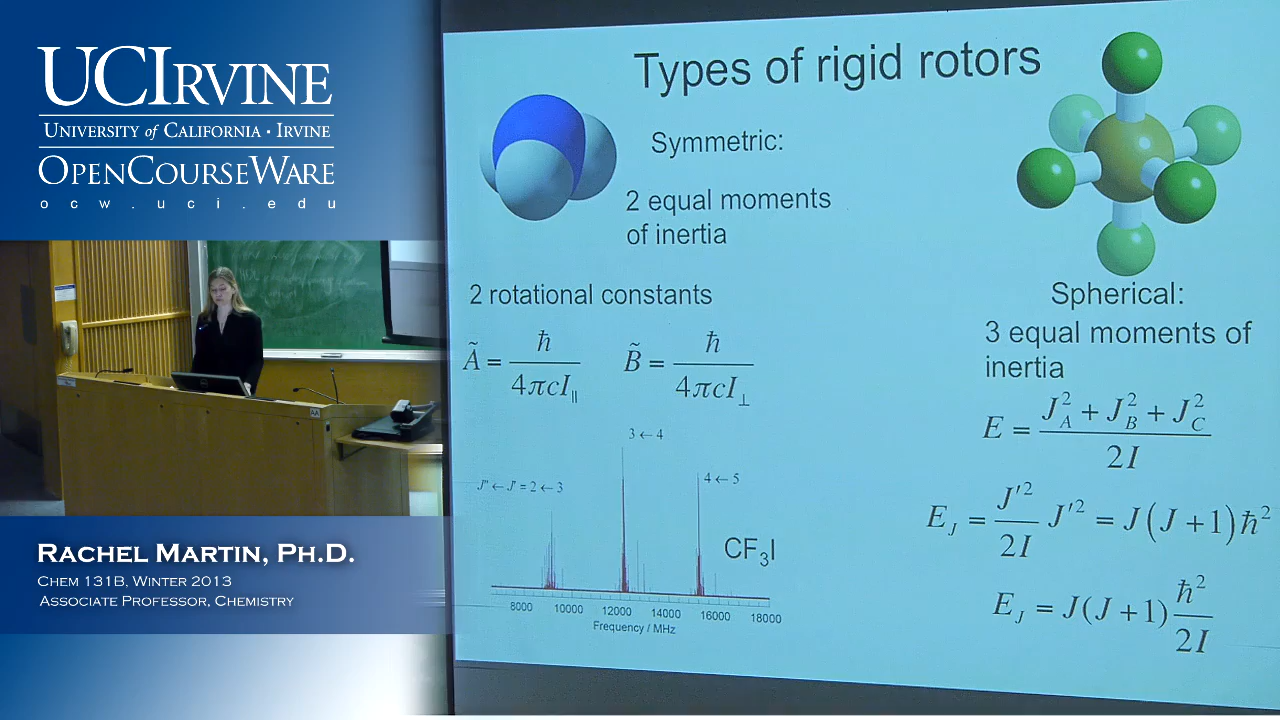 UCIRVINE
UNIVERSITY of CALIFORNIA · IRVINE
OPENCOURSEWARE
ocw.uci.edu
RACHEL MARTIN, PH.D.
CHEM 131B, WINTER 2013
ASSOCIATE PROFESSOR, CHEMISTRY
AA
Types of rigid rotors
Symmetric:
2 equal moments
of inertia
2 rotational constants
Ã = ħ / 4πcI∥
B̃ = ħ / 4πcI⊥
3 ← 4
J" ← J' = 2 ← 3
4 ← 5
CF₃I
8000 10000 12000 14000 16000 18000
Frequency / MHz
Spherical:
3 equal moments of
inertia
E = (J_A² + J_B² + J_C²) / 2I
E_J = J'² / 2I J'² = J(J + 1)ħ²
E_J = J(J + 1) ħ² / 2I